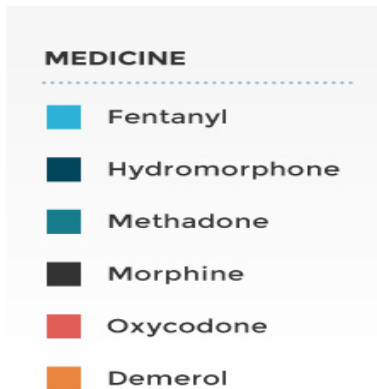 MEDICINE
Fentanyl
Hydromorphone
Methadone
Morphine
Oxycodone
Demerol